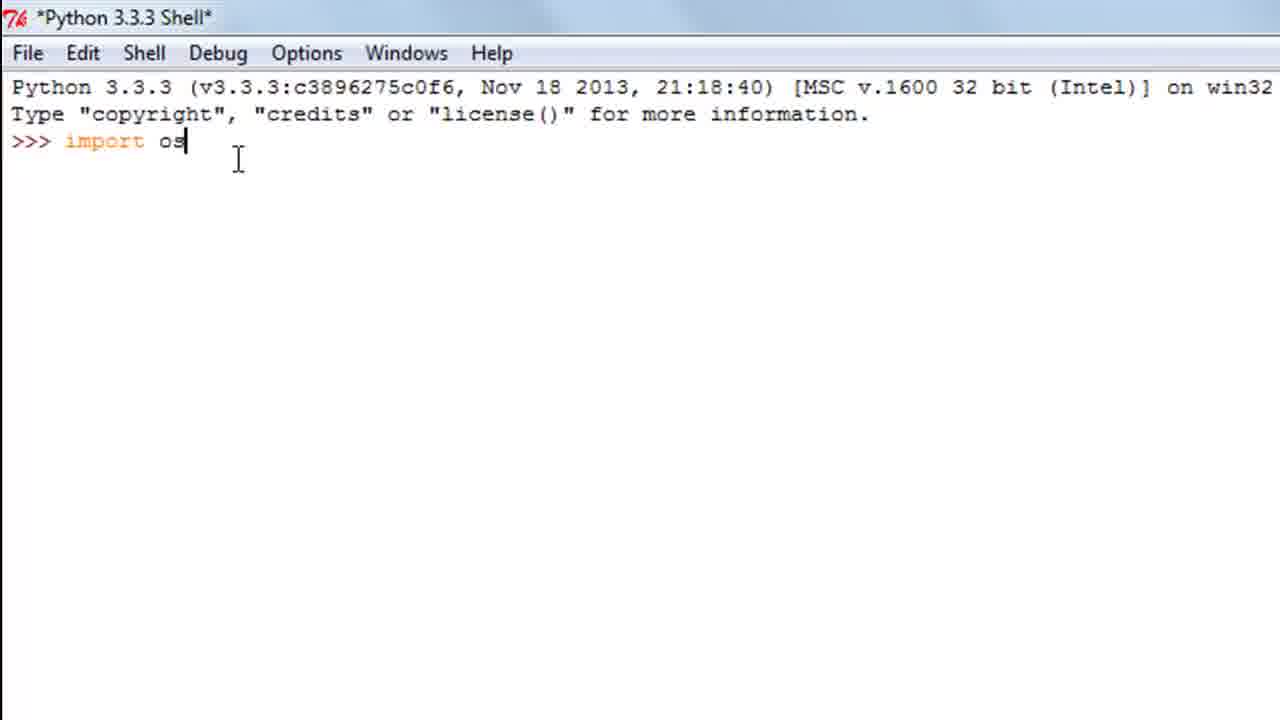 *Python 3.3.3 Shell*
File Edit Shell Debug Options Windows Help
Python 3.3.3 (v3.3.3:c3896275c0f6, Nov 18 2013, 21:18:40) [MSC v.1600 32 bit (Intel)] on win32
Type "copyright", "credits" or "license()" for more information.
>>> import os